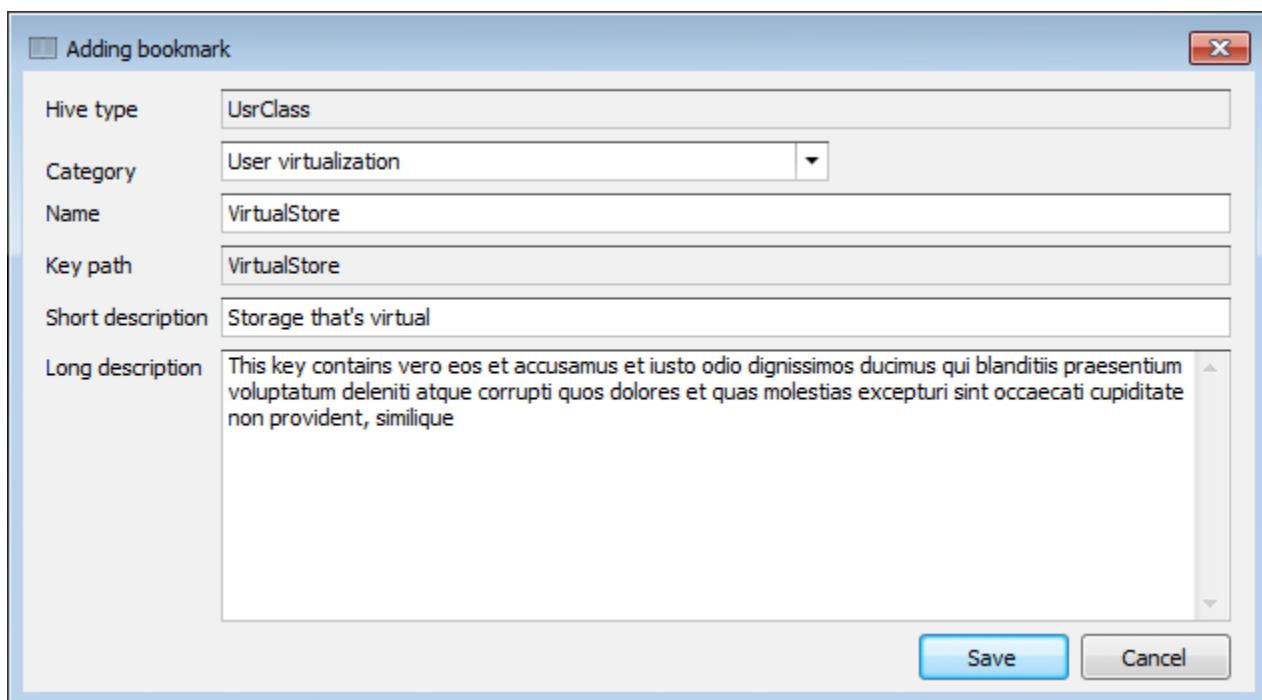 Adding bookmark
Hive type UsrClass
Category User virtualization
Name VirtualStore
Key path VirtualStore
Short description Storage that's virtual
Long description This key contains vero eos et accusamus et iusto odio dignissimos ducimus qui blanditiis praesentium
voluptatum deleniti atque corrupti quos dolores et quas molestias excepturi sint occaecati cupiditate
non provident, similique
Save Cancel